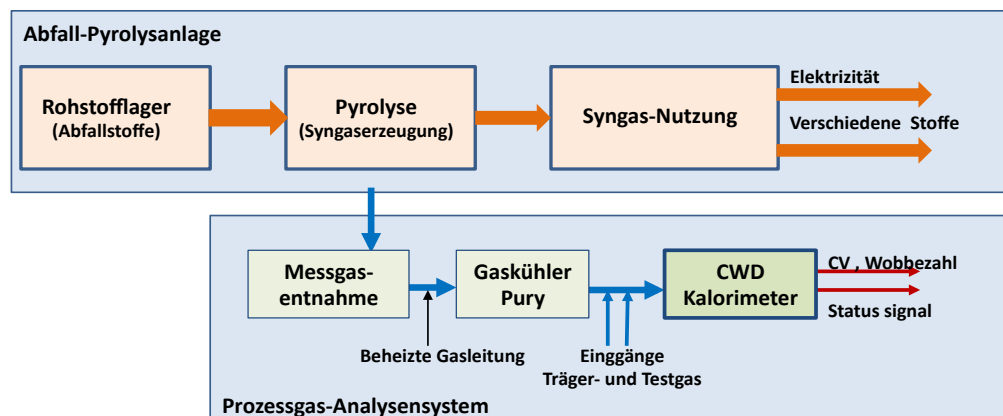 Abfall-Pyrolysanlage
Rohstofflager
(Abfallstoffe)
Pyrolyse
(Syngaserzeugung)
Syngas-Nutzung
Elektrizität
Verschiedene Stoffe
Messgas-
entnahme
Gaskühler
Pury
CWD
Kalorimeter
CV , Wobbezahl
Status signal
Beheizte Gasleitung
Einggänge
Träger- und Testgas
Prozessgas-Analysensystem